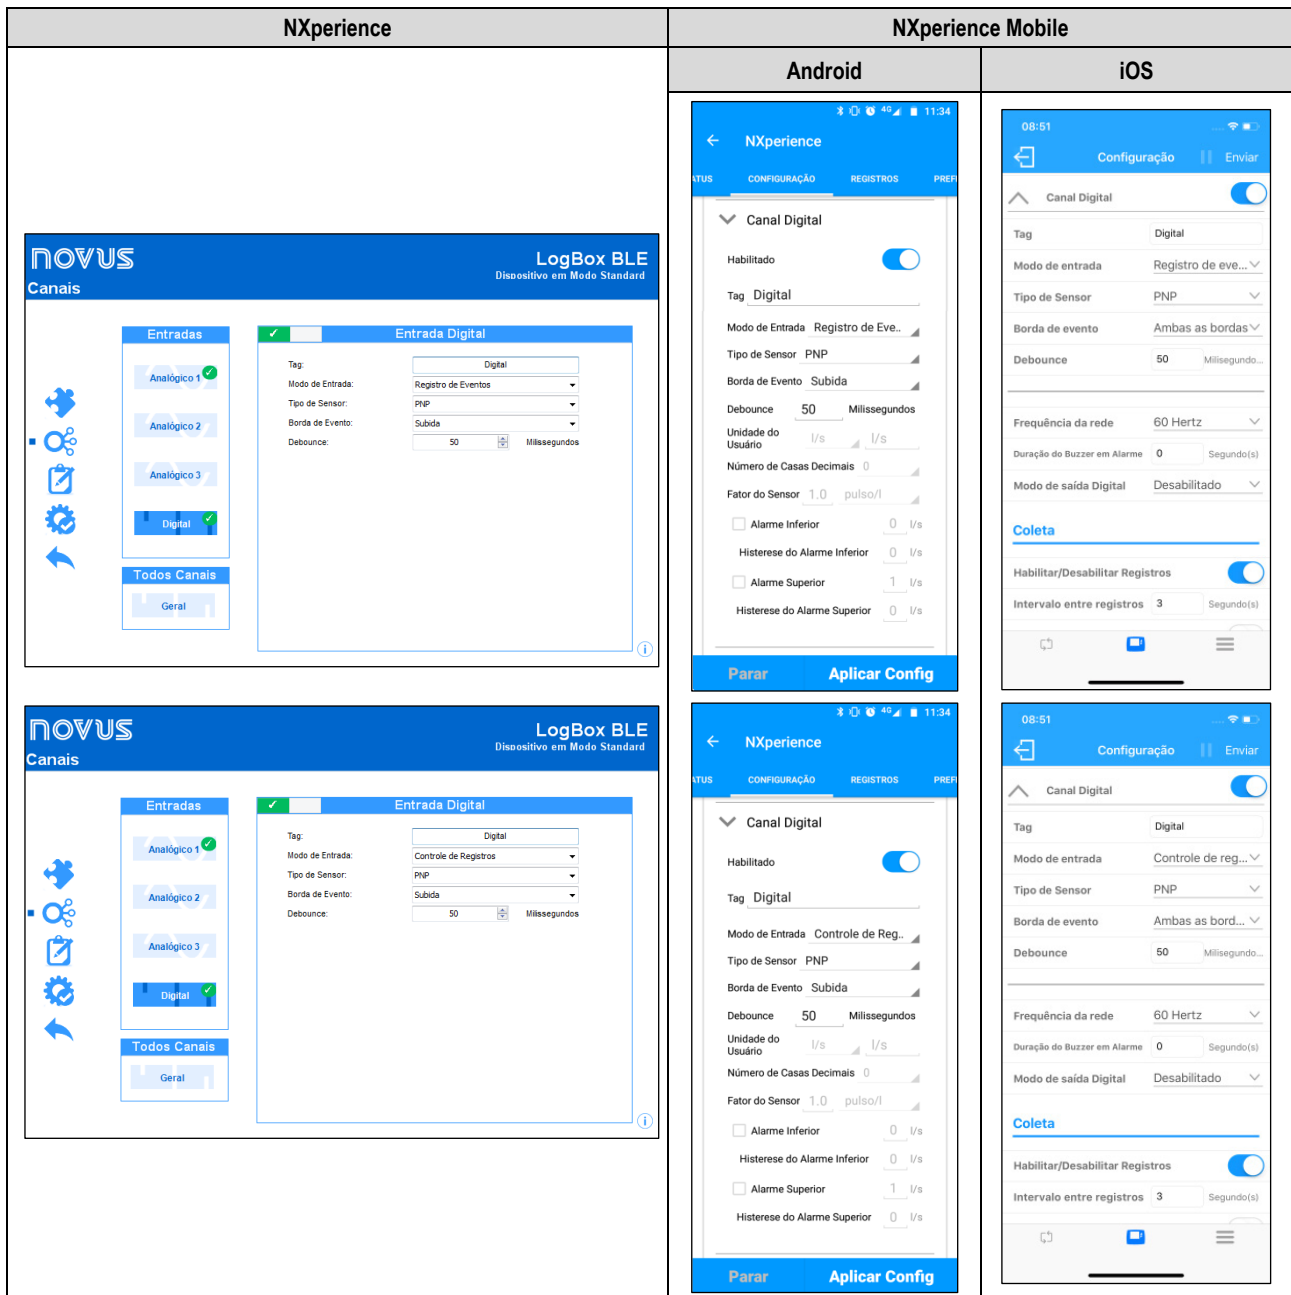 NXperience
NXperience Mobile
Android
iOS
novus
LogBox BLE
Dispositivo em Modo Standard
Canais
Entradas
Analógico 1
Analógico 2
Analógico 3
Digital
Todos Canais
Geral
Entrada Digital
Tag: Digital
Modo de Entrada: Registro de Eventos
Tipo de Sensor: PNP
Borda de Evento: Subida
Debounce: 50 Milissegundos
4G 11:34
NXperience
ATUS CONFIGURAÇÃO REGISTROS PREF
Canal Digital
Habilitado
Tag Digital
Modo de Entrada Registro de Eve..
Tipo de Sensor PNP
Borda de Evento Subida
Debounce 50 Milissegundos
Unidade do Usuário l/s l/s
Número de Casas Decimais 0
Fator do Sensor 1.0 pulso/l
Alarme Inferior 0 l/s
Histerese do Alarme Inferior 0 l/s
Alarme Superior 1 l/s
Histerese do Alarme Superior 0 l/s
Parar Aplicar Config
08:51
Configuração Enviar
Canal Digital
Tag Digital
Modo de entrada Registro de eve...
Tipo de Sensor PNP
Borda de evento Ambas as bordas
Debounce 50 Milisegundo...
Frequência da rede 60 Hertz
Duração do Buzzer em Alarme 0 Segundo(s)
Modo de saída Digital Desabilitado
Coleta
Habilitar/Desabilitar Registros
Intervalo entre registros 3 Segundo(s)
novus
LogBox BLE
Dispositivo em Modo Standard
Canais
Entradas
Analógico 1
Analógico 2
Analógico 3
Digital
Todos Canais
Geral
Entrada Digital
Tag: Digital
Modo de Entrada: Controle de Registros
Tipo de Sensor: PNP
Borda de Evento: Subida
Debounce: 50 Milissegundos
4G 11:34
NXperience
ATUS CONFIGURAÇÃO REGISTROS PREF
Canal Digital
Habilitado
Tag Digital
Modo de Entrada Controle de Reg..
Tipo de Sensor PNP
Borda de Evento Subida
Debounce 50 Milissegundos
Unidade do Usuário l/s l/s
Número de Casas Decimais 0
Fator do Sensor 1.0 pulso/l
Alarme Inferior 0 l/s
Histerese do Alarme Inferior 0 l/s
Alarme Superior 1 l/s
Histerese do Alarme Superior 0 l/s
Parar Aplicar Config
08:51
Configuração Enviar
Canal Digital
Tag Digital
Modo de entrada Controle de reg...
Tipo de Sensor PNP
Borda de evento Ambas as bord...
Debounce 50 Milisegundo...
Frequência da rede 60 Hertz
Duração do Buzzer em Alarme 0 Segundo(s)
Modo de saída Digital Desabilitado
Coleta
Habilitar/Desabilitar Registros
Intervalo entre registros 3 Segundo(s)